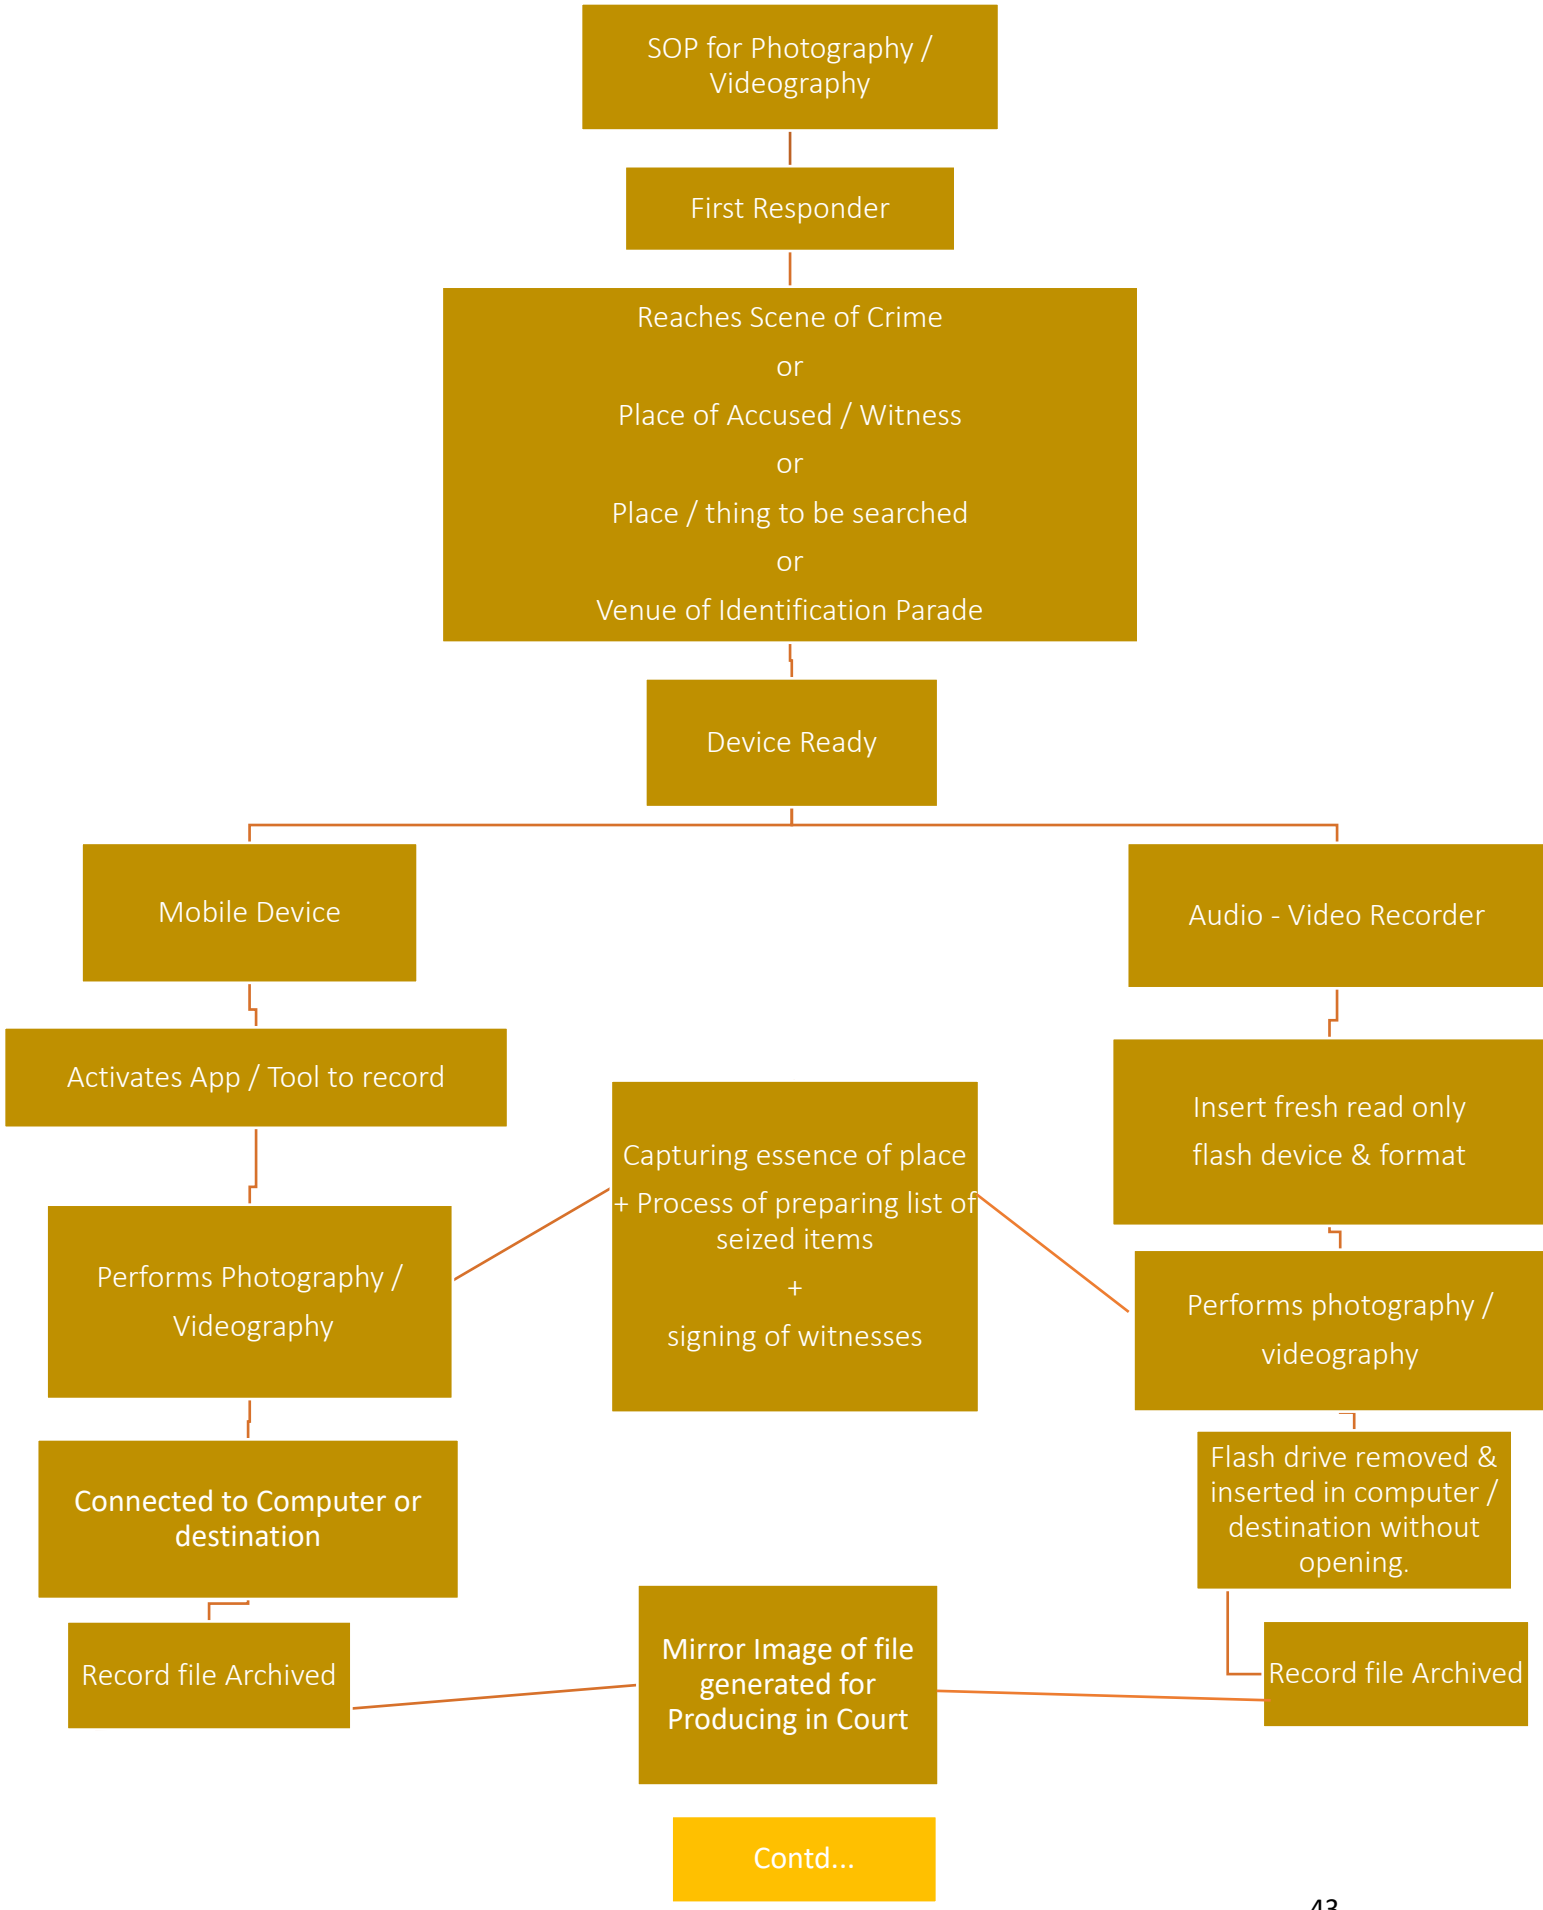 SOP for Photography /
Videography
First Responder
Reaches Scene of Crime
or
Place of Accused / Witness
or
Place / thing to be searched
or
Venue of Identification Parade
Device Ready
Mobile Device
Audio - Video Recorder
Activates App / Tool to record
Insert fresh read only
flash device & format
Capturing essence of place
+ Process of preparing list of
seized items
+
signing of witnesses
Performs Photography /
Videography
Performs photography /
videography
Connected to Computer or
destination
Flash drive removed &
inserted in computer /
destination without
opening.
Record file Archived
Mirror Image of file
generated for
Producing in Court
Record file Archived
Contd...
43